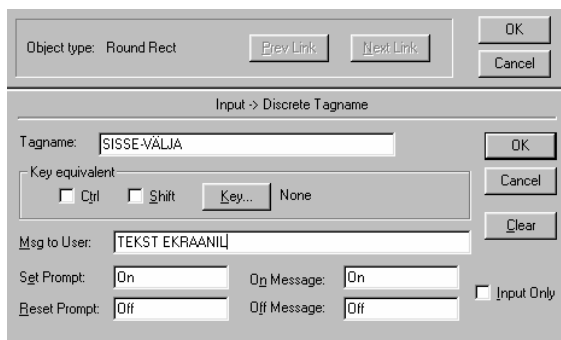 Object type: Round Rect Prev Link Next Link OK
Cancel
Input -> Discrete Tagname
Tagname: SISSE-VÄLJA OK
Key equivalent
Ctrl Shift Key... None Cancel
Msg to User: TEKST EKRAANIL Clear
Set Prompt: On On Message: On
Input Only
Reset Prompt: Off Off Message: Off